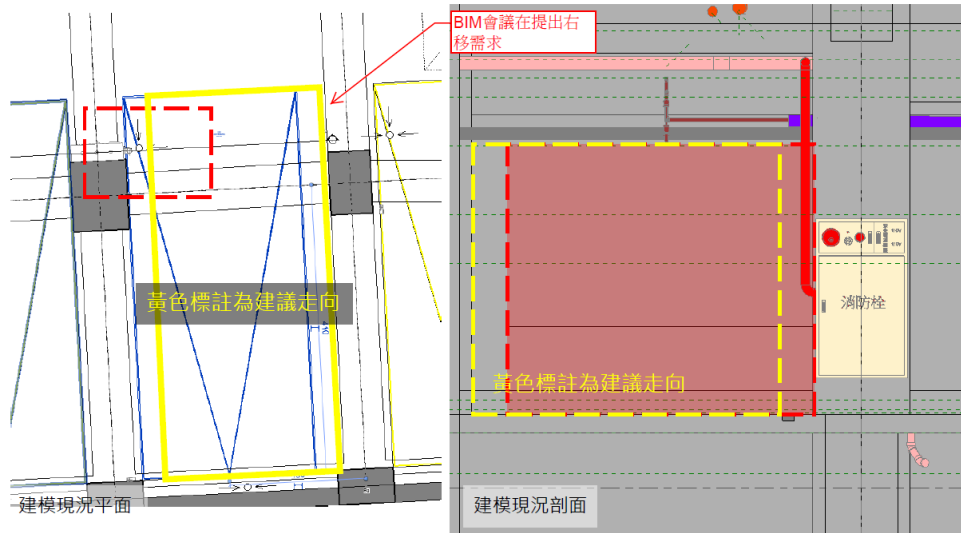 BIM會議在提出右
移需求
黃色標註為建議走向
建模現況平面
消防栓
黃色標註為建議走向
建模現況剖面